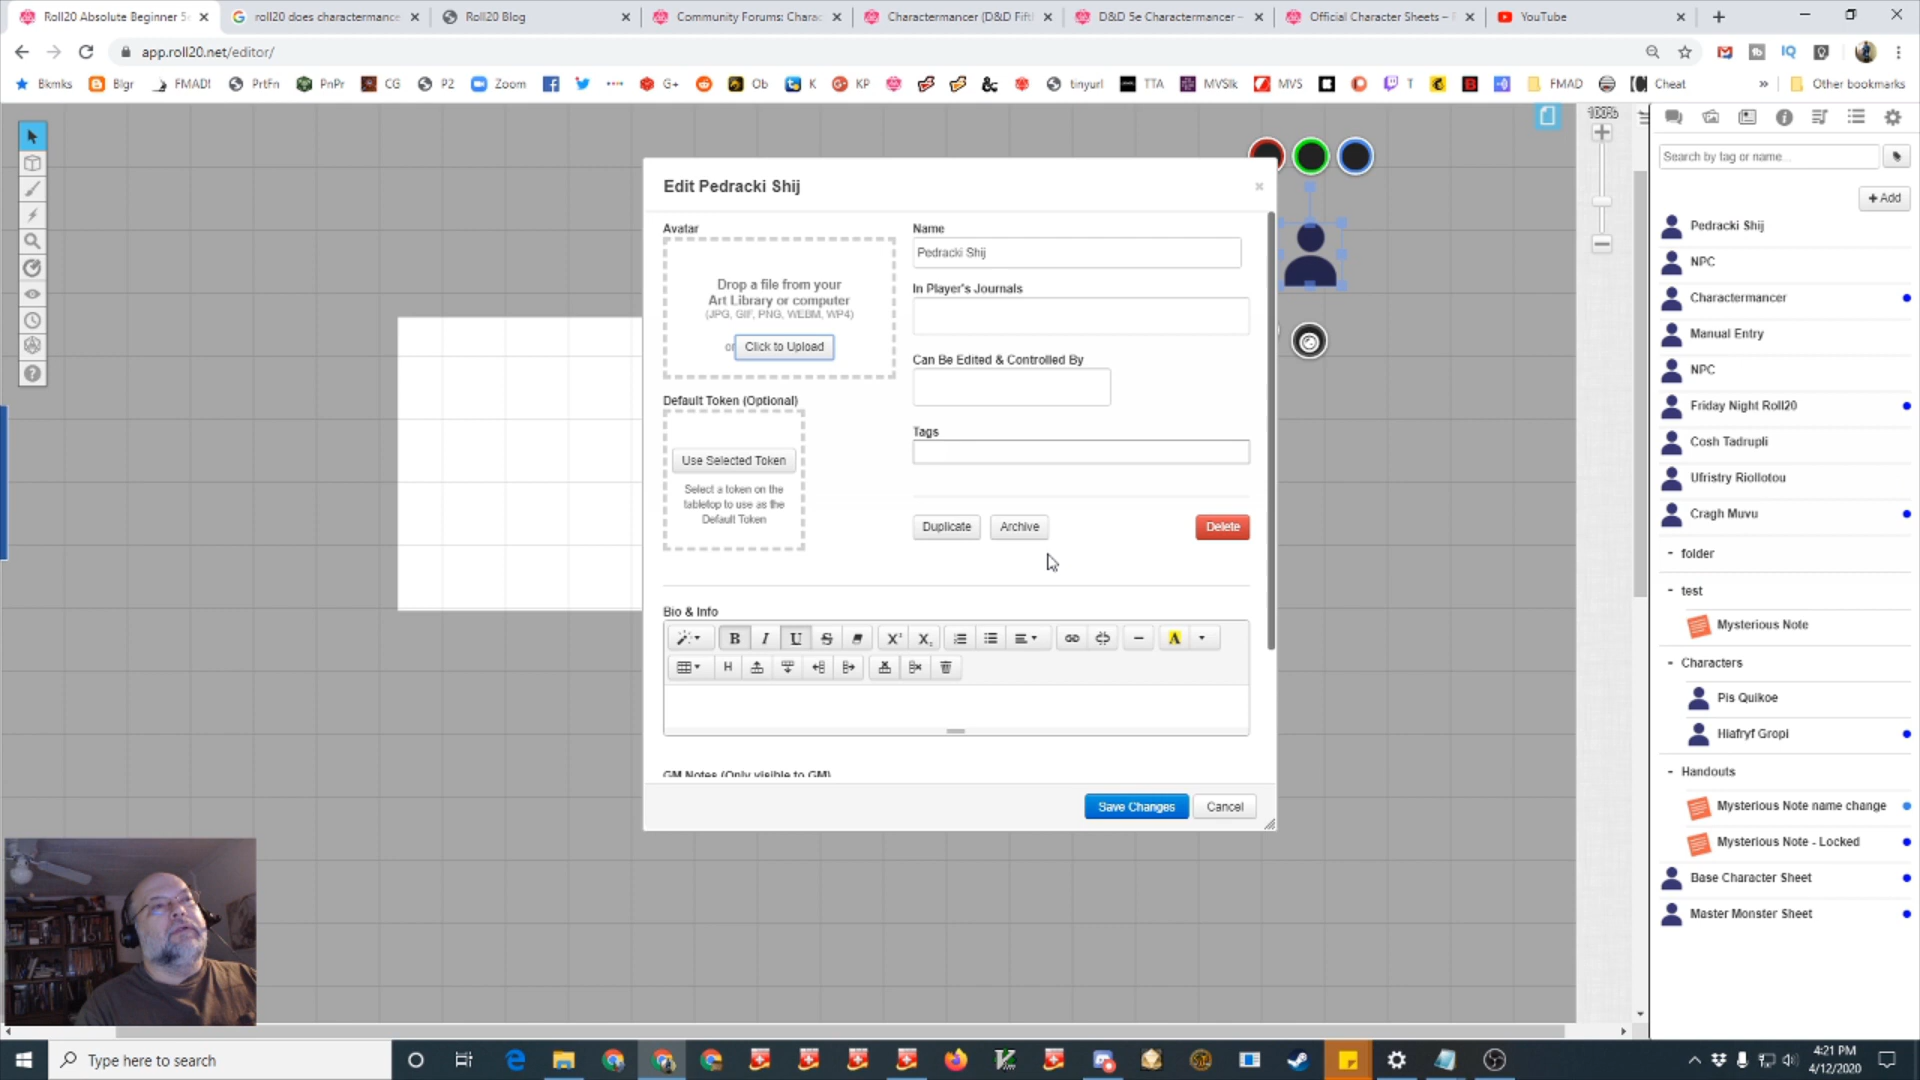 Roll20 Absolute Beginner 5
roll20 does charactermance
Roll20 Blog
Community Forums: Charac
Charactermancer (D&D Fift
D&D 5e Charactermancer –
Official Character Sheets –
YouTube
app.roll20.net/editor/
Bkmks
Blgr
FMAD!
PrtFn
PnPr
CG
P2
Zoom
G+
Ob
K
KP
tinyurl
TTA
MVSlk
MVS
T
FMAD
Cheat
»
Other bookmarks
100%
Search by tag or name...
+ Add
Edit Pedracki Shij
Avatar
Drop a file from your
Art Library or computer
(JPG, GIF, PNG, WEBM, WP4)
or Click to Upload
Default Token (Optional)
Use Selected Token
Select a token on the
tabletop to use as the
Default Token
Name
Pedracki Shij
In Player's Journals
Can Be Edited & Controlled By
Tags
Duplicate
Archive
Delete
Bio & Info
GM Notes (Only visible to GM)
Save Changes
Cancel
Pedracki Shij
NPC
Charactermancer
Manual Entry
NPC
Friday Night Roll20
Cosh Tadrupli
Ufristry Riollotou
Cragh Muvu
- folder
- test
Mysterious Note
- Characters
Pis Quikoe
Hiafryf Gropi
- Handouts
Mysterious Note name change
Mysterious Note - Locked
Base Character Sheet
Master Monster Sheet
Type here to search
4:21 PM
4/12/2020